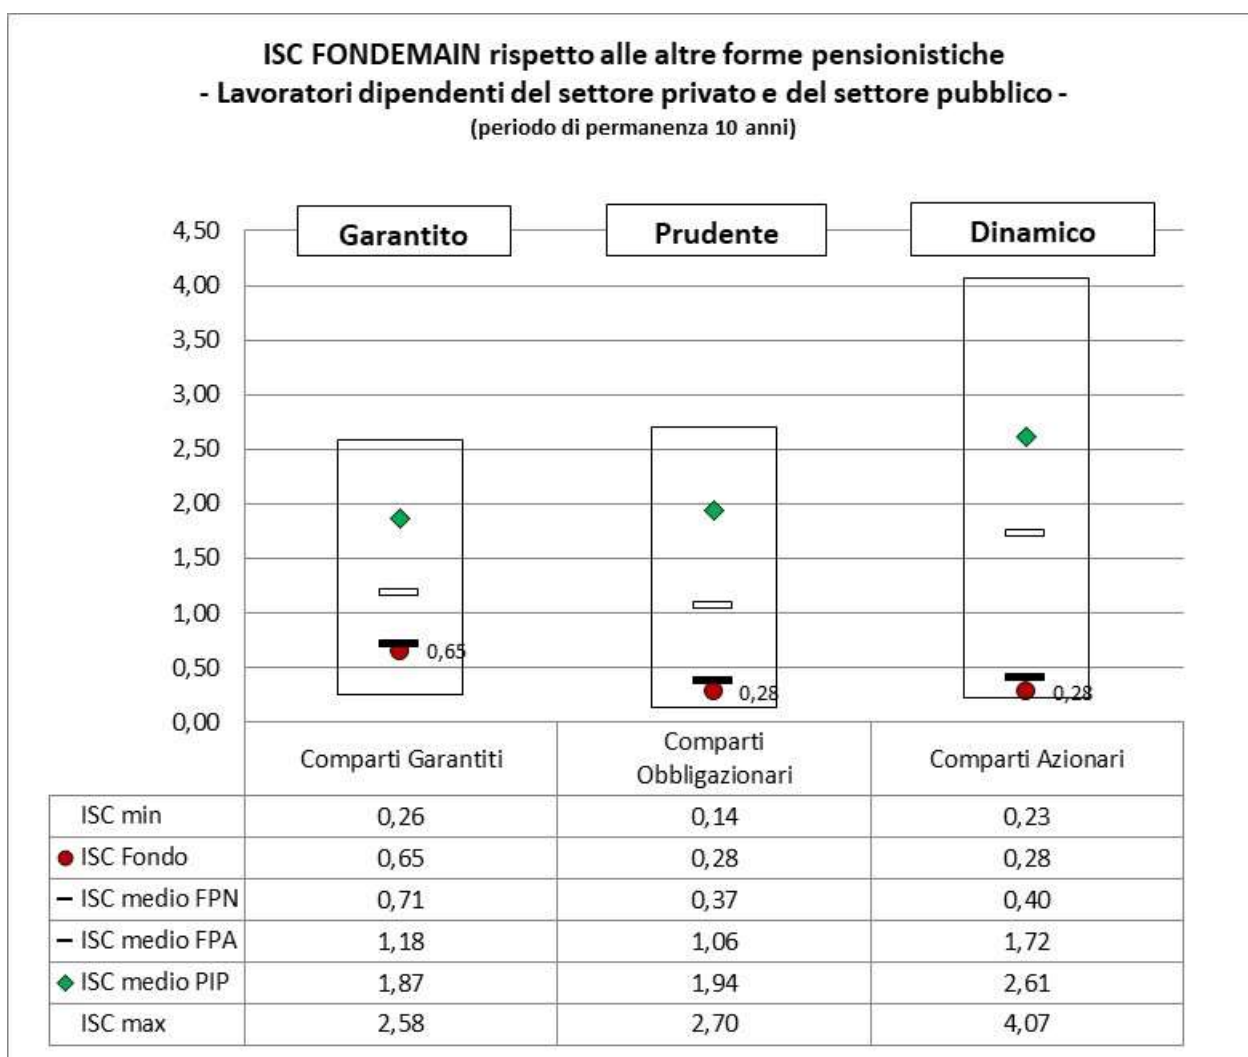 ISC FONDEMAIN rispetto alle altre forme pensionistiche
- Lavoratori dipendenti del settore privato e del settore pubblico -
(periodo di permanenza 10 anni)
Garantito Prudente Dinamico
4,50
4,00
3,50
3,00
2,50
2,00
1,50
1,00
0,50
0,00
0,65 0,28 0,28
Comparti Garantiti Comparti Obbligazionari Comparti Azionari
ISC min 0,26 0,14 0,23
ISC Fondo 0,65 0,28 0,28
ISC medio FPN 0,71 0,37 0,40
ISC medio FPA 1,18 1,06 1,72
ISC medio PIP 1,87 1,94 2,61
ISC max 2,58 2,70 4,07